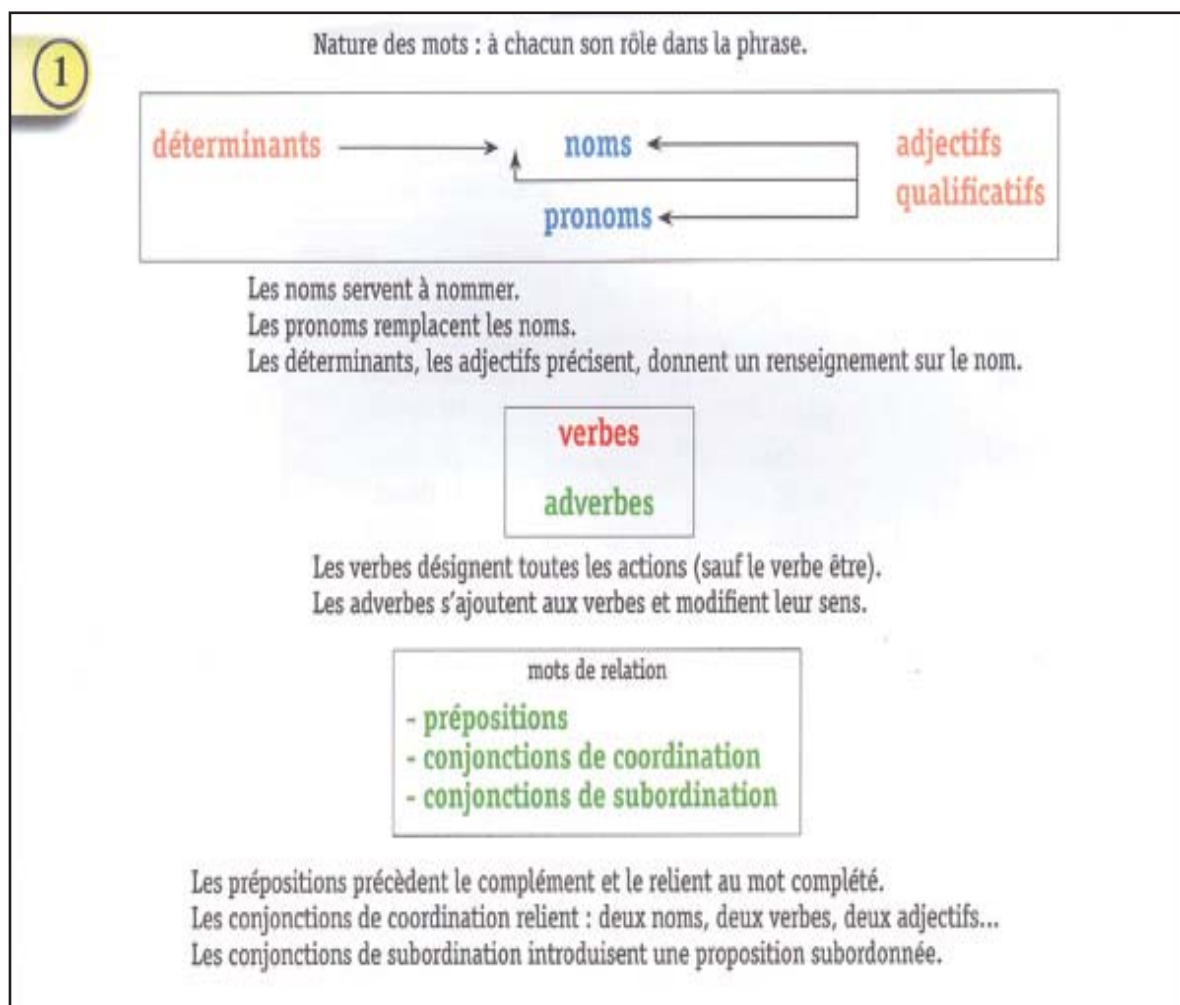 Nature des mots : à chacun son rôle dans la phrase.
1
déterminants noms adjectifs
qualificatifs
pronoms
Les noms servent à nommer.
Les pronoms remplacent les noms.
Les déterminants, les adjectifs précisent, donnent un renseignement sur le nom.
verbes
adverbes
Les verbes désignent toutes les actions (sauf le verbe être).
Les adverbes s'ajoutent aux verbes et modifient leur sens.
mots de relation
- prépositions
- conjonctions de coordination
- conjonctions de subordination
Les prépositions précèdent le complément et le relient au mot complété.
Les conjonctions de coordination relient : deux noms, deux verbes, deux adjectifs...
Les conjonctions de subordination introduisent une proposition subordonnée.